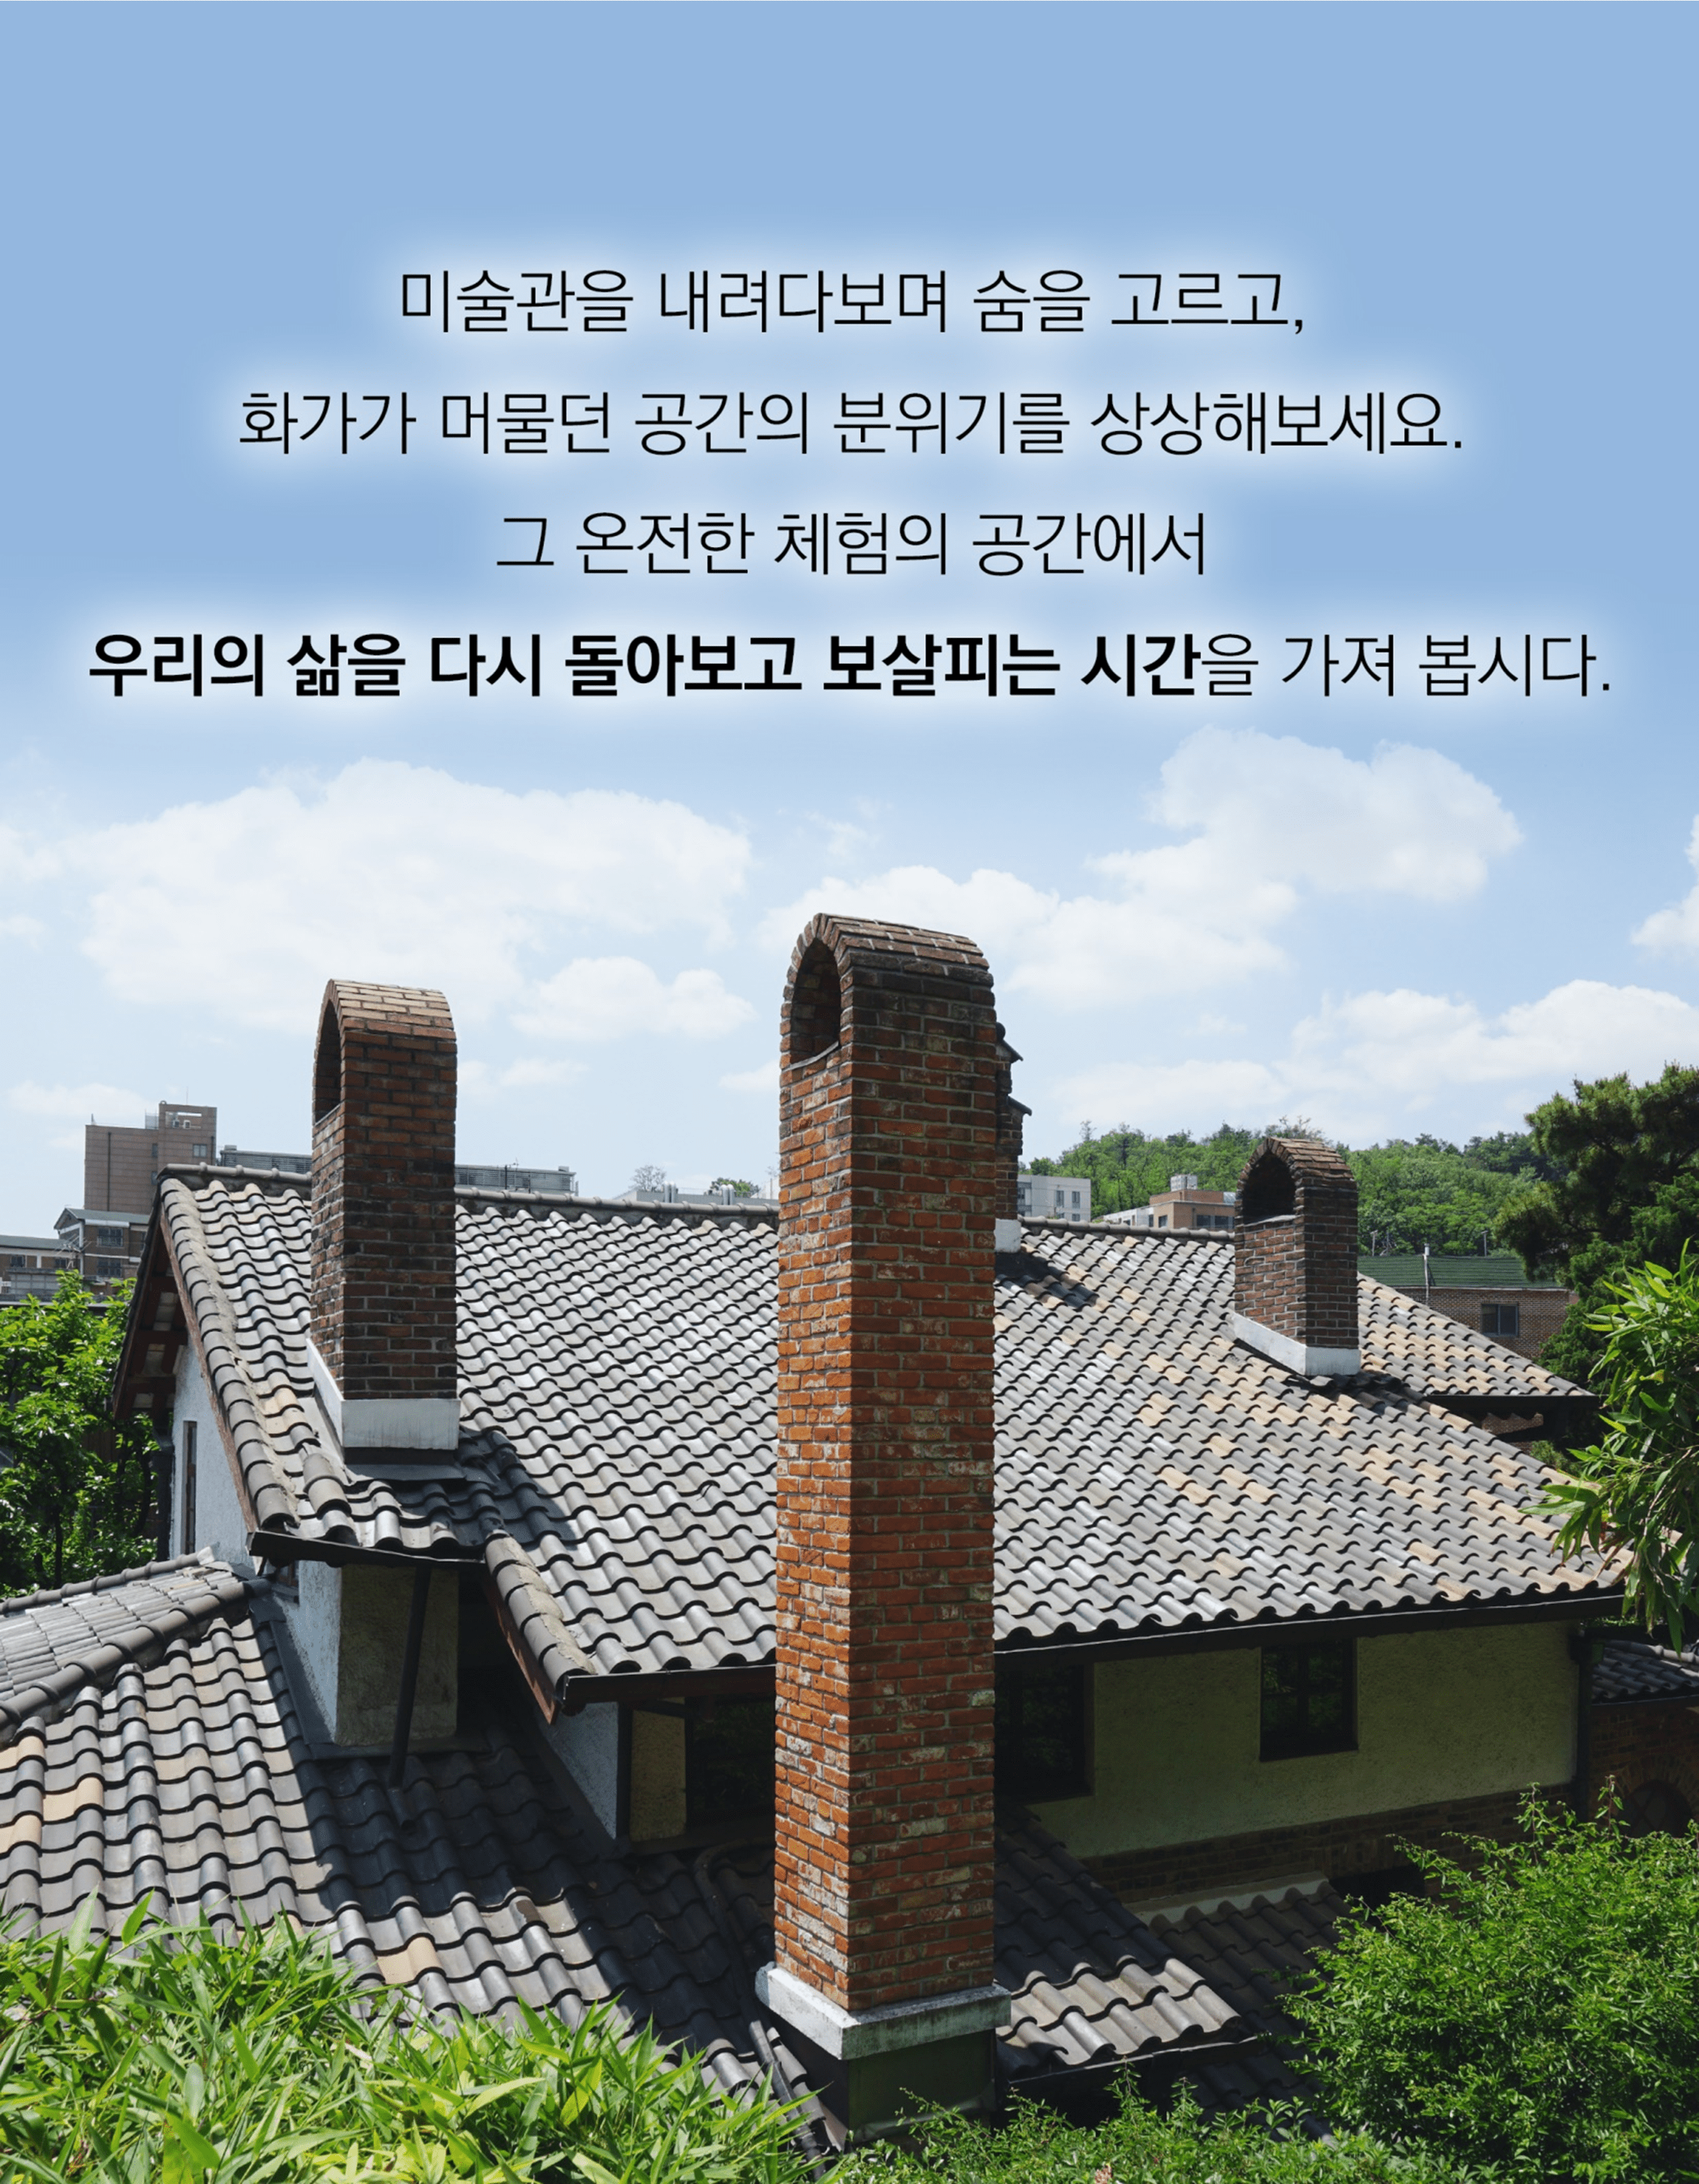 미술관을 내려다보며 숨을 고르고,
화가가 머물던 공간의 분위기를 상상해보세요.
그 온전한 체험의 공간에서
우리의 삶을 다시 돌아보고 보살피는 시간을 가져 봅시다.